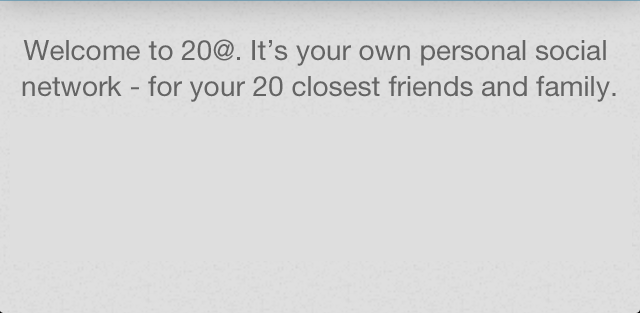 Welcome to 20@. It’s your own personal social
network - for your 20 closest friends and family.